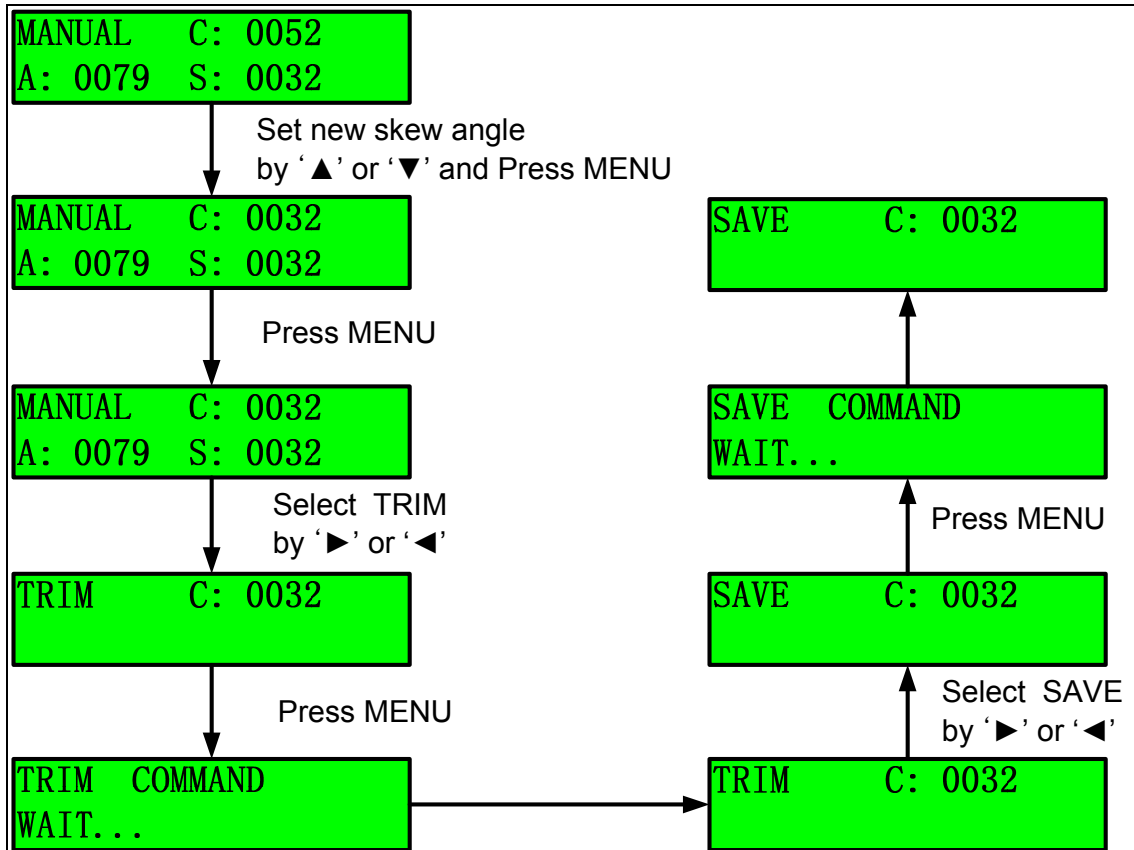 MANUAL C: 0052
A: 0079 S: 0032
Set new skew angle
by ‘▲’ or ‘▼’ and Press MENU
MANUAL C: 0032
A: 0079 S: 0032
Press MENU
MANUAL C: 0032
A: 0079 S: 0032
Select TRIM
by ‘►’ or ‘◄’
TRIM C: 0032
Press MENU
TRIM COMMAND
WAIT...
TRIM C: 0032
Select SAVE
by ‘►’ or ‘◄’
SAVE C: 0032
Press MENU
SAVE COMMAND
WAIT...
SAVE C: 0032